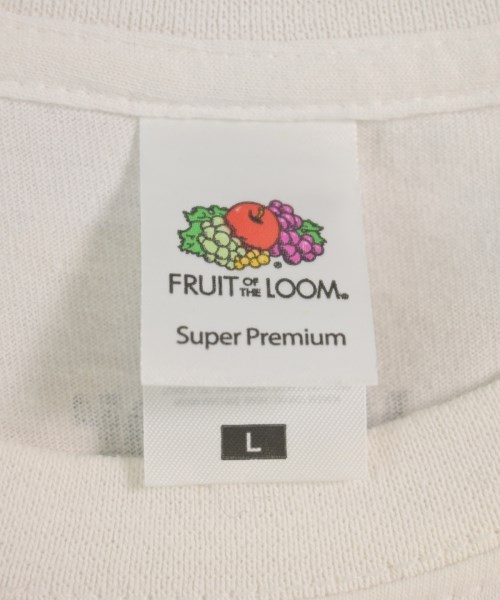 FRUIT OF THE LOOM®
Super Premium
L